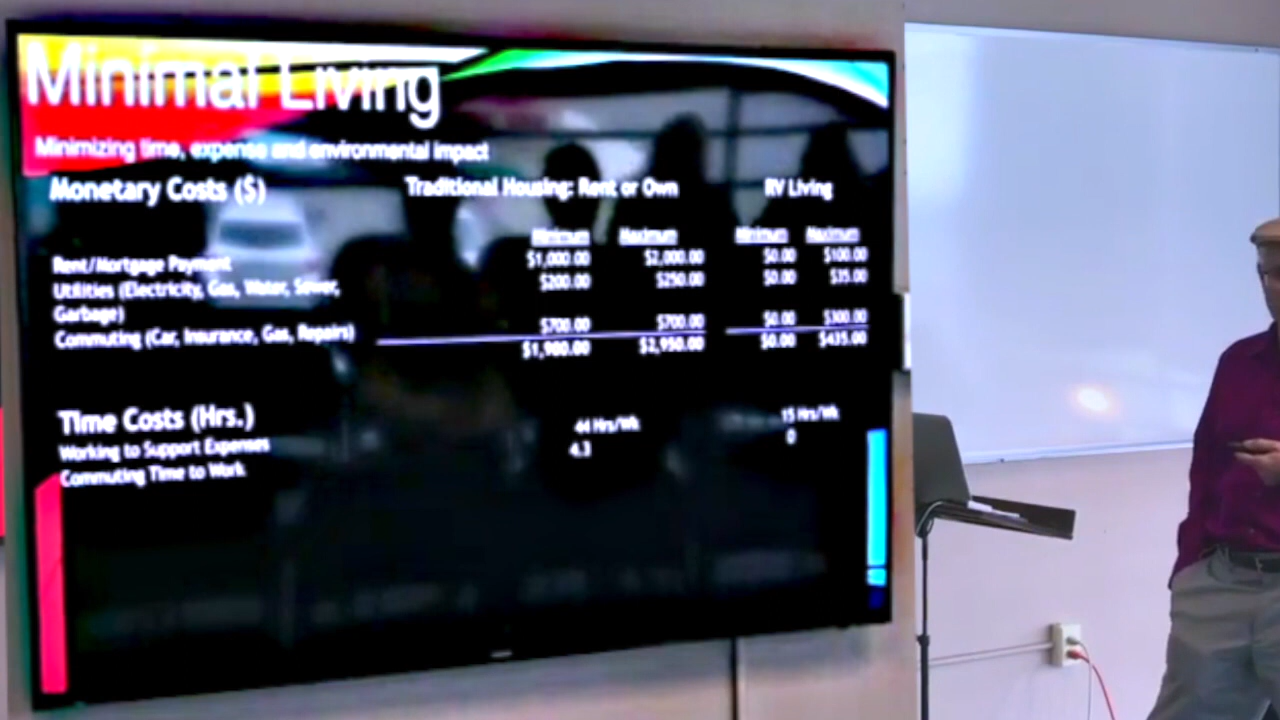 Minimal Living
Minimizing time, expense and environmental impact
Monetary Costs ($) Traditional Housing: Rent or Own RV Living
Minimum Maximum Minimum Maximum
Rent/Mortgage Payment $1,000.00 $2,000.00 $0.00 $100.00
Utilities (Electricity, Gas, Water, Sewer, $200.00 $250.00 $0.00 $35.00
Garbage)
Commuting (Car, Insurance, Gas, Repairs) $700.00 $700.00 $0.00 $300.00
$1,900.00 $2,950.00 $0.00 $435.00
Time Costs (Hrs.) 44 Hrs/Wk 15 Hrs/Wk
Working to Support Expenses 4.3 0
Commuting Time to Work